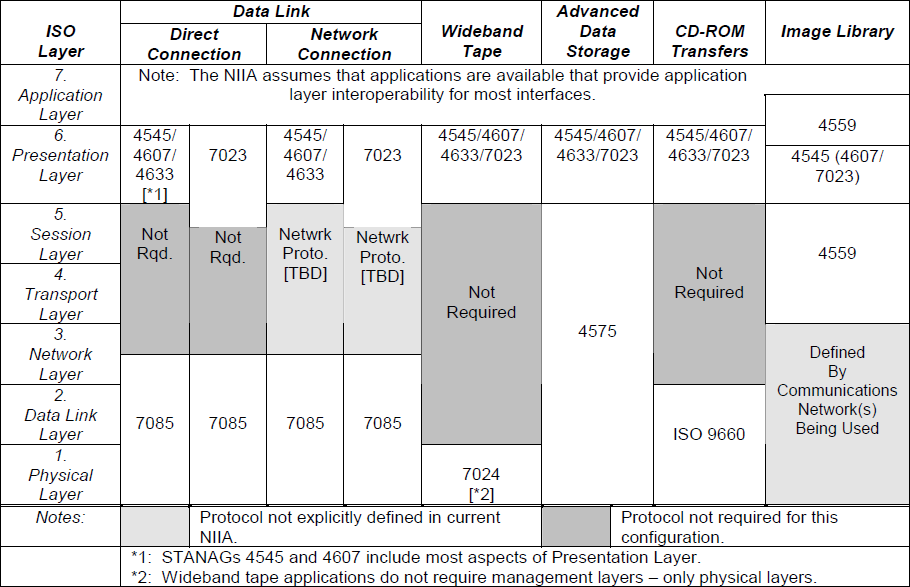 ISO
Layer
Data Link
Direct
Connection
Network
Connection
Wideband
Tape
Advanced
Data
Storage
CD-ROM
Transfers
Image Library
7.
Application
Layer
Note: The NIIA assumes that applications are available that provide application
layer interoperability for most interfaces.
4559
6.
Presentation
Layer
4545/
4607/
4633
[*1]
7023
4545/
4607/
4633
7023
4545/4607/
4633/7023
4545/4607/
4633/7023
4545/4607/
4633/7023
4545 (4607/
7023)
5.
Session
Layer
Not
Rqd.
Not
Rqd.
Netwrk
Proto.
[TBD]
Netwrk
Proto.
[TBD]
4559
4.
Transport
Layer
Not
Required
4575
Not
Required
3.
Network
Layer
Defined
By
Communications
Network(s)
Being Used
2.
Data Link
Layer
7085
7085
7085
7085
ISO 9660
1.
Physical
Layer
7024
[*2]
Notes:
Protocol not explicitly defined in current
NIIA.
Protocol not required for this
configuration.
*1: STANAGs 4545 and 4607 include most aspects of Presentation Layer.
*2: Wideband tape applications do not require management layers – only physical layers.